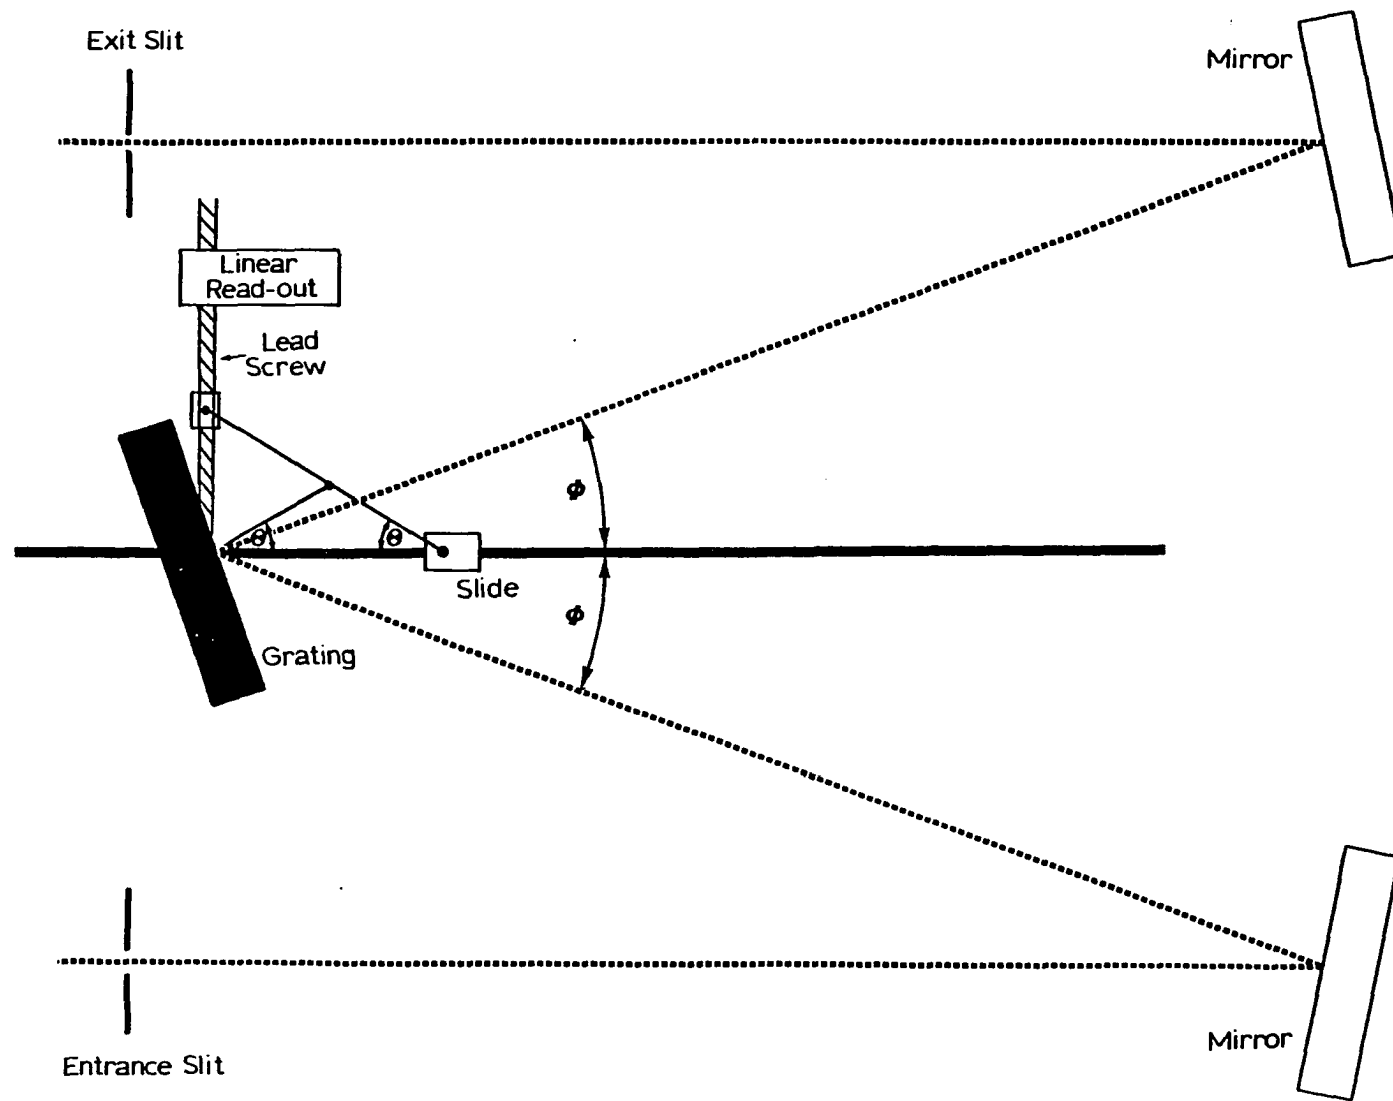 Exit Slit
Mirror
Linear
Read-out
Lead
Screw
ϕ
θ
θ
Slide
ϕ
Grating
Mirror
Entrance Slit